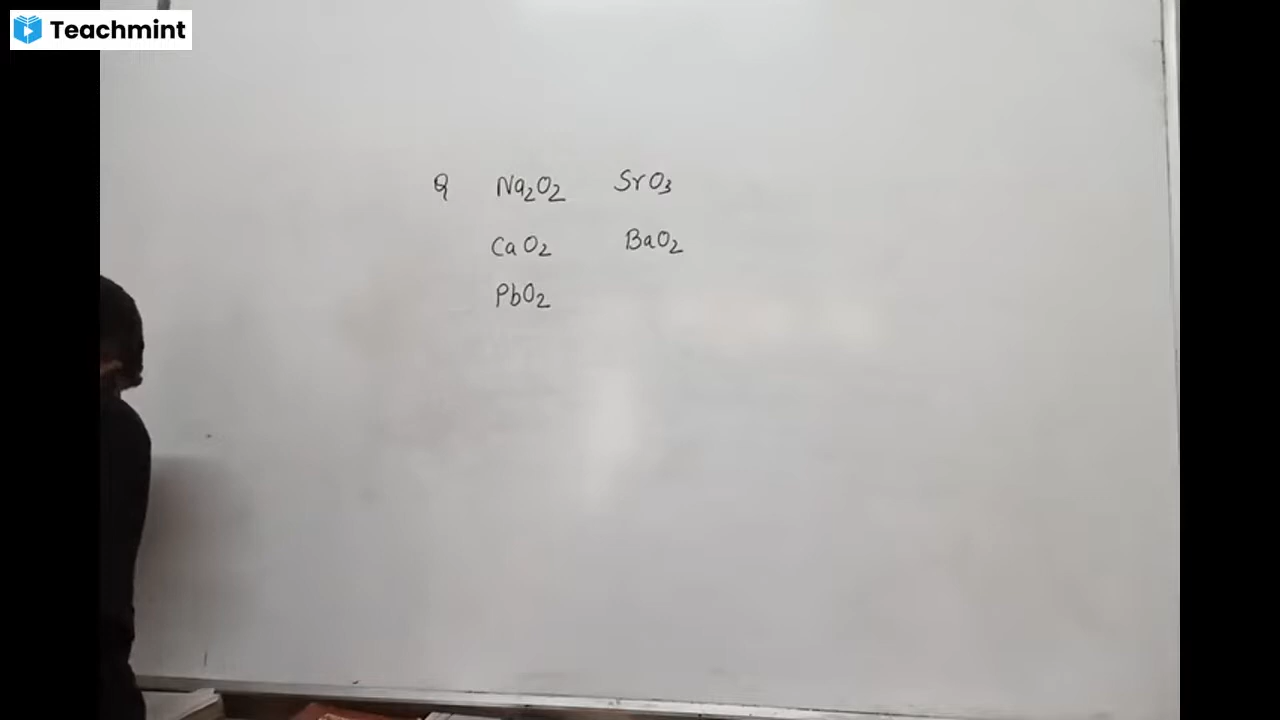 Teachmint
Q Na₂O₂ SrO₃
CaO₂ BaO₂
PbO₂